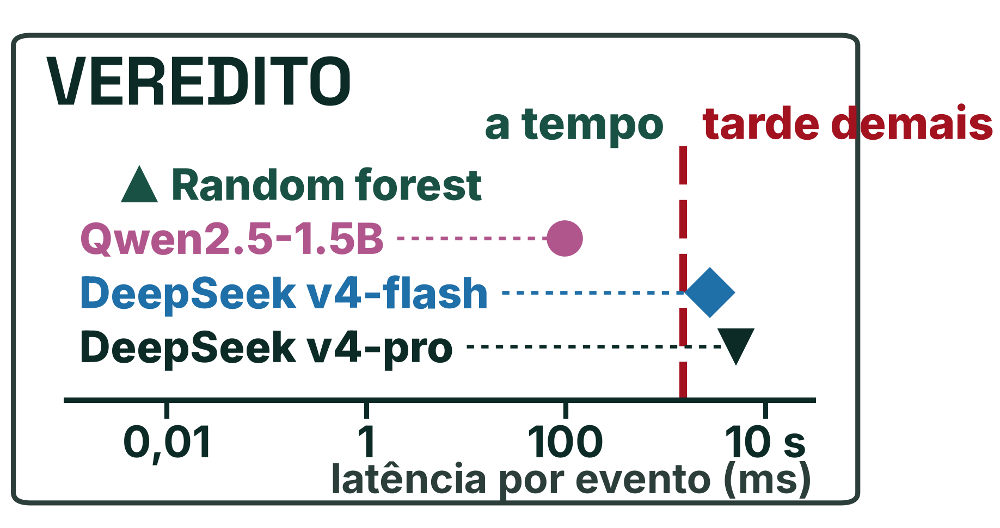 VEREDITO
a tempo tarde demais
Random forest
Qwen2.5-1.5B
DeepSeek v4-flash
DeepSeek v4-pro
0,01 1 100 10 s
latência por evento (ms)